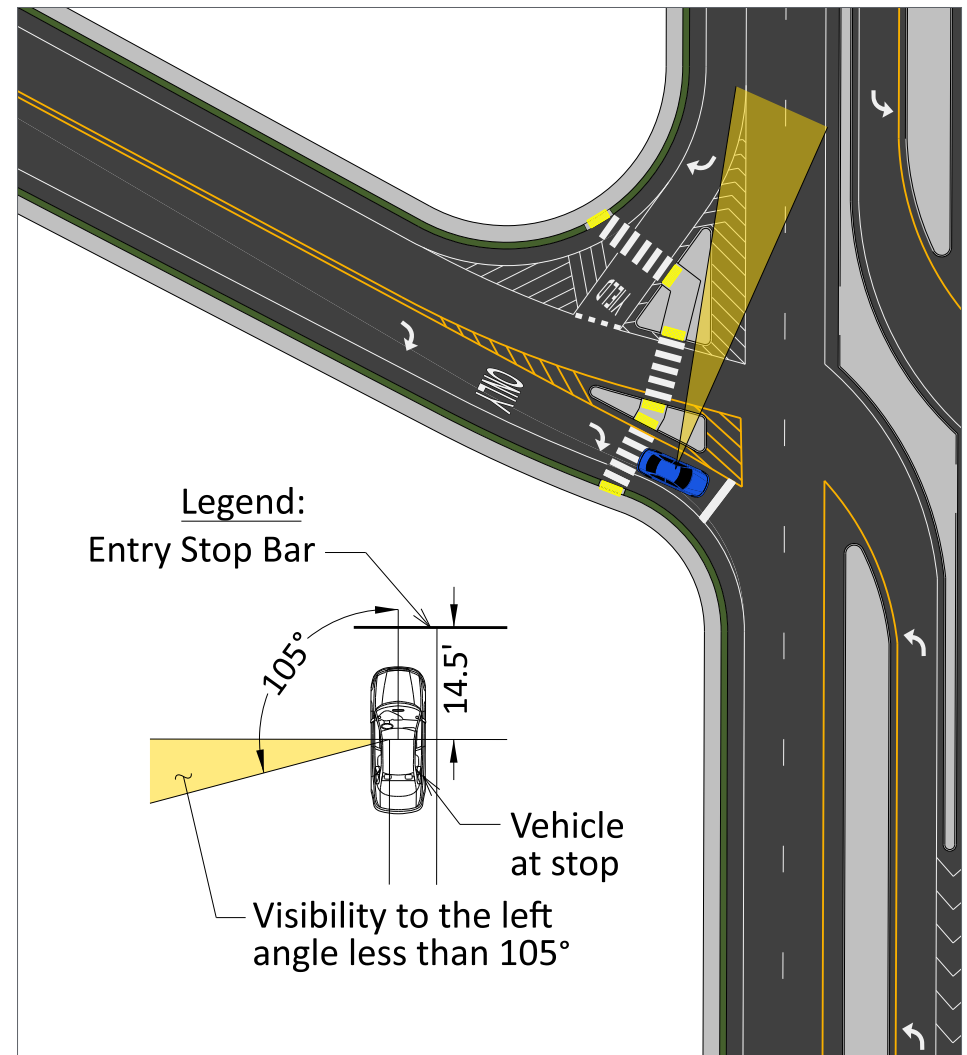 ONLY
Legend:
Entry Stop Bar
105°
14.5'
Vehicle
at stop
Visibility to the left
angle less than 105°